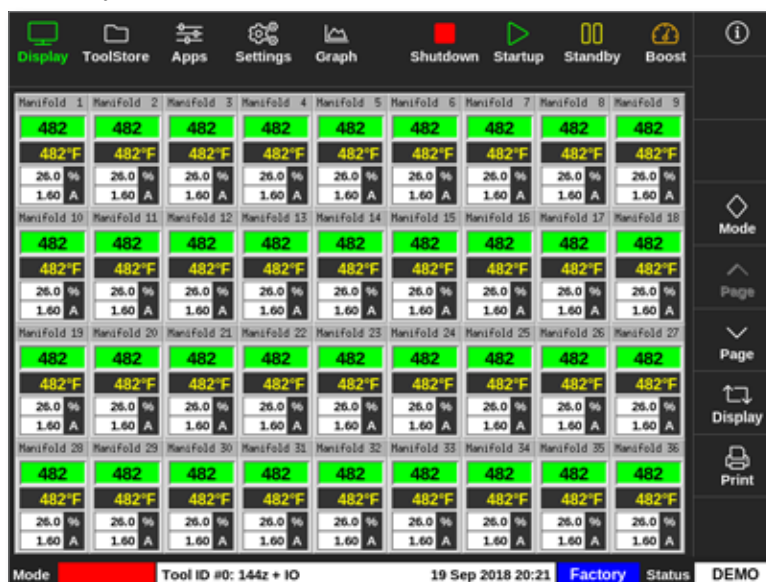 Display ToolStore Apps Settings Graph Shutdown Startup Standby Boost
Manifold 1 Manifold 2 Manifold 3 Manifold 4 Manifold 5 Manifold 6 Manifold 7 Manifold 8 Manifold 9
482 482 482 482 482 482 482 482 482
482°F 482°F 482°F 482°F 482°F 482°F 482°F 482°F 482°F
26.0 % 26.0 % 26.0 % 26.0 % 26.0 % 26.0 % 26.0 % 26.0 % 26.0 %
1.60 A 1.60 A 1.60 A 1.60 A 1.60 A 1.60 A 1.60 A 1.60 A 1.60 A
Manifold 10 Manifold 11 Manifold 12 Manifold 13 Manifold 14 Manifold 15 Manifold 16 Manifold 17 Manifold 18
482 482 482 482 482 482 482 482 482
482°F 482°F 482°F 482°F 482°F 482°F 482°F 482°F 482°F
26.0 % 26.0 % 26.0 % 26.0 % 26.0 % 26.0 % 26.0 % 26.0 % 26.0 %
1.60 A 1.60 A 1.60 A 1.60 A 1.60 A 1.60 A 1.60 A 1.60 A 1.60 A
Manifold 19 Manifold 20 Manifold 21 Manifold 22 Manifold 23 Manifold 24 Manifold 25 Manifold 26 Manifold 27
482 482 482 482 482 482 482 482 482
482°F 482°F 482°F 482°F 482°F 482°F 482°F 482°F 482°F
26.0 % 26.0 % 26.0 % 26.0 % 26.0 % 26.0 % 26.0 % 26.0 % 26.0 %
1.60 A 1.60 A 1.60 A 1.60 A 1.60 A 1.60 A 1.60 A 1.60 A 1.60 A
Manifold 28 Manifold 29 Manifold 30 Manifold 31 Manifold 32 Manifold 33 Manifold 34 Manifold 35 Manifold 36
482 482 482 482 482 482 482 482 482
482°F 482°F 482°F 482°F 482°F 482°F 482°F 482°F 482°F
26.0 % 26.0 % 26.0 % 26.0 % 26.0 % 26.0 % 26.0 % 26.0 % 26.0 %
1.60 A 1.60 A 1.60 A 1.60 A 1.60 A 1.60 A 1.60 A 1.60 A 1.60 A
Mode
Page
Page
Display
Print
Mode Tool ID #0: 144z + IO 19 Sep 2018 20:21 Factory Status DEMO